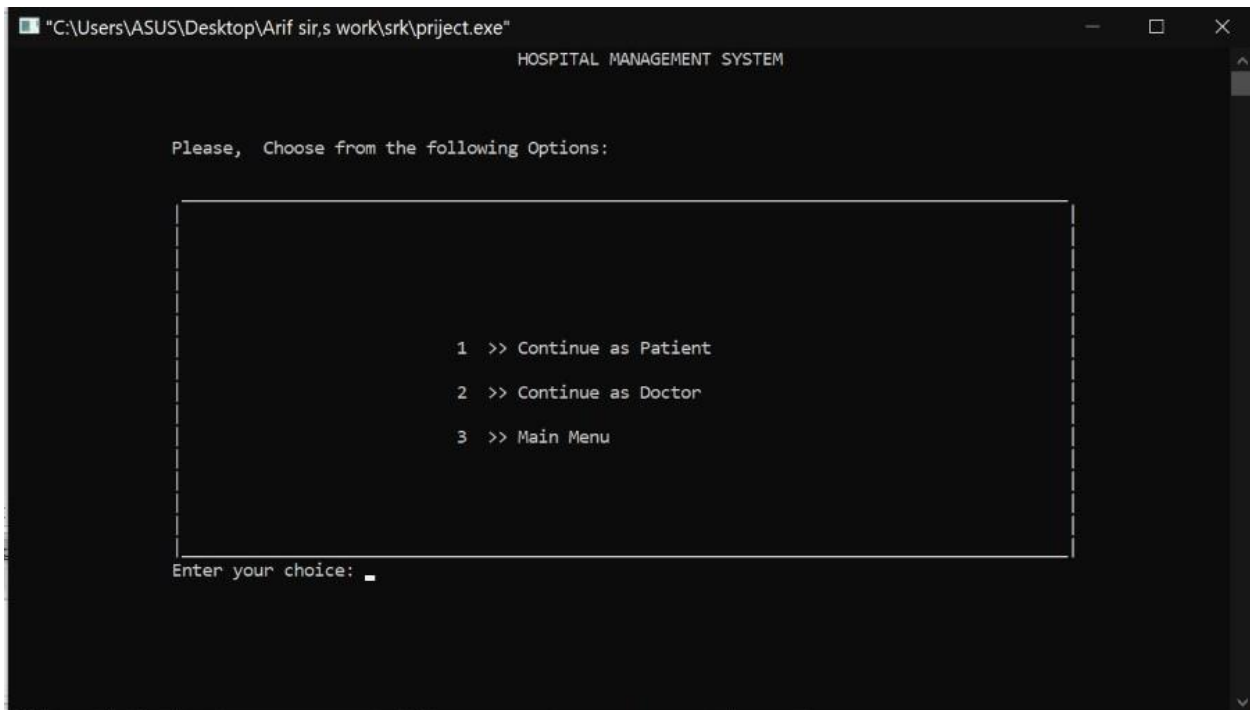 "C:\Users\ASUS\Desktop\Arif sir,s work\srk\priject.exe"
HOSPITAL MANAGEMENT SYSTEM
Please,  Choose from the following Options:
1  >> Continue as Patient
2  >> Continue as Doctor
3  >> Main Menu
Enter your choice: